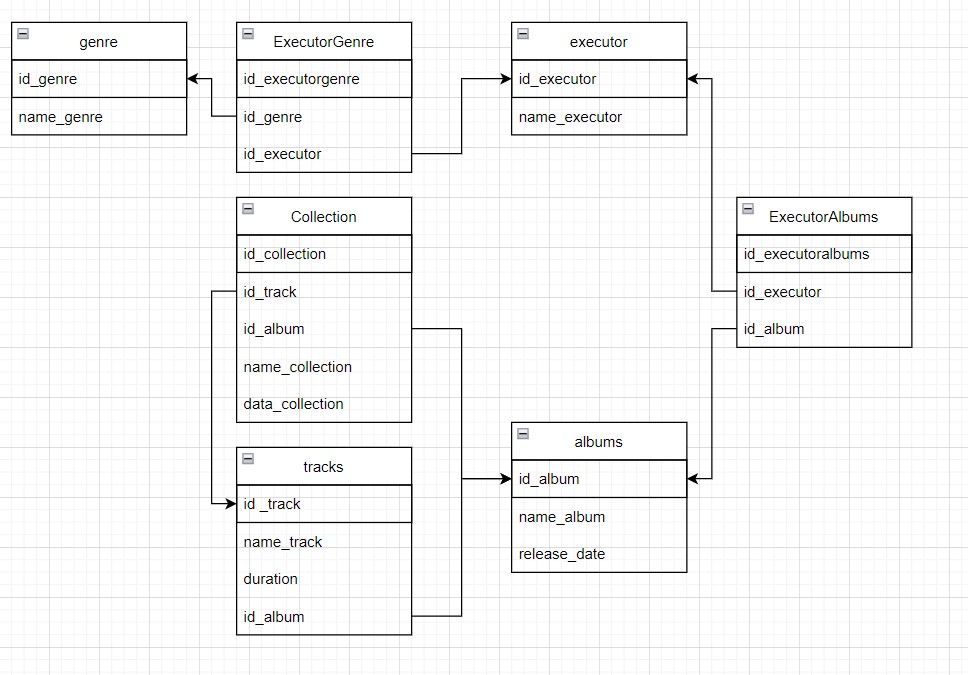 genre
id_genre
name_genre
ExecutorGenre
id_executorgenre
id_genre
id_executor
executor
id_executor
name_executor
Collection
id_collection
id_track
id_album
name_collection
data_collection
ExecutorAlbums
id_executoralbums
id_executor
id_album
tracks
id _track
name_track
duration
id_album
albums
id_album
name_album
release_date